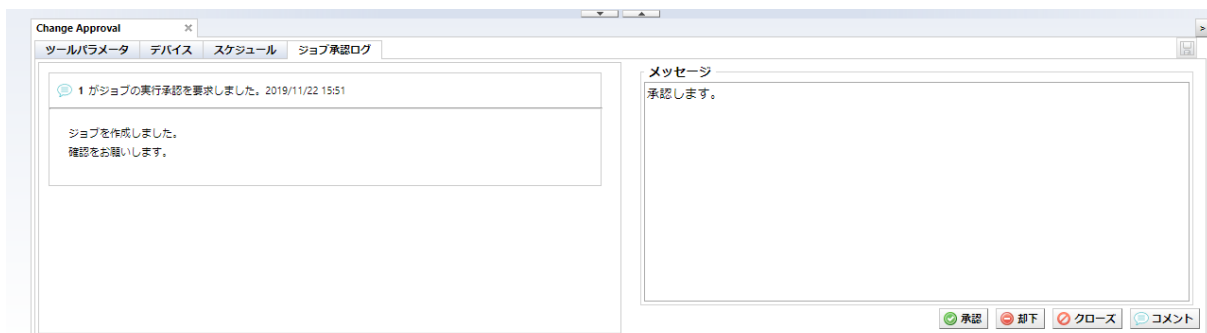 Change Approval
ツールパラメータ デバイス スケジュール ジョブ承認ログ
1 がジョブの実行承認を要求しました。2019/11/22 15:51
ジョブを作成しました。
確認をお願いします。
メッセージ
承認します。
承認 却下 クローズ コメント